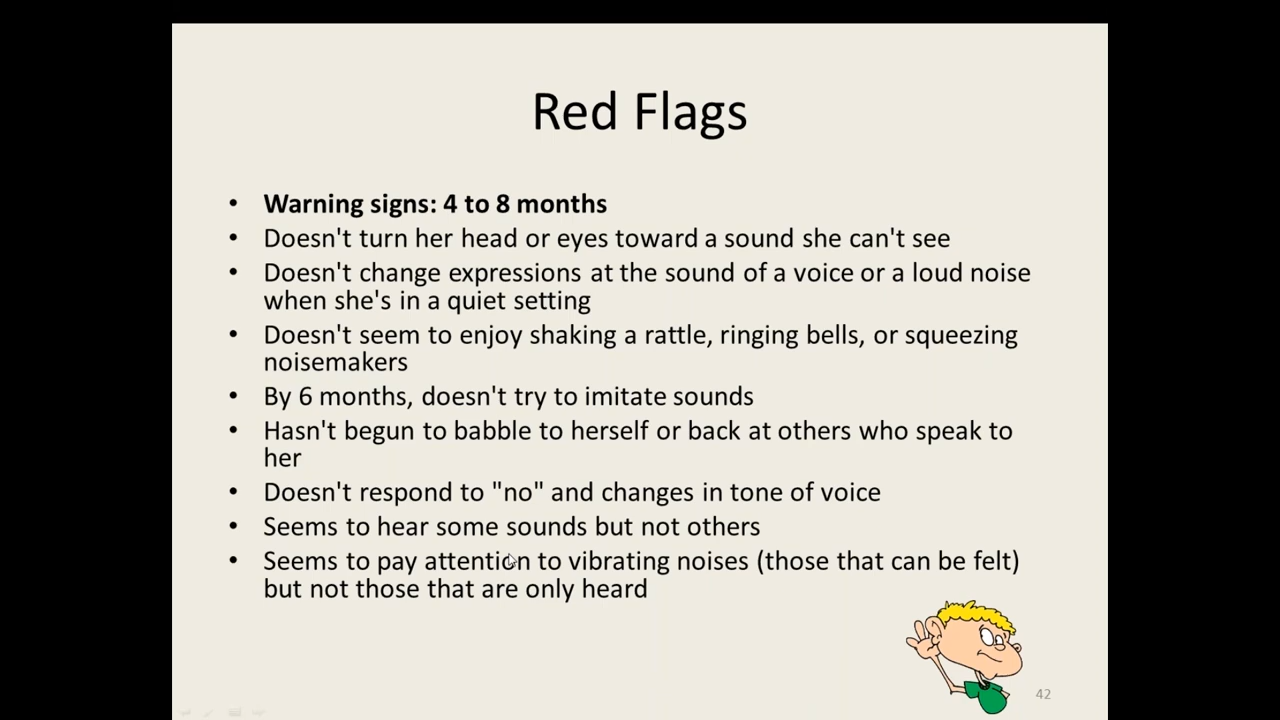 Red Flags
• Warning signs: 4 to 8 months
• Doesn't turn her head or eyes toward a sound she can't see
• Doesn't change expressions at the sound of a voice or a loud noise
when she's in a quiet setting
• Doesn't seem to enjoy shaking a rattle, ringing bells, or squeezing
noisemakers
• By 6 months, doesn't try to imitate sounds
• Hasn't begun to babble to herself or back at others who speak to
her
• Doesn't respond to "no" and changes in tone of voice
• Seems to hear some sounds but not others
• Seems to pay attention to vibrating noises (those that can be felt)
but not those that are only heard
42